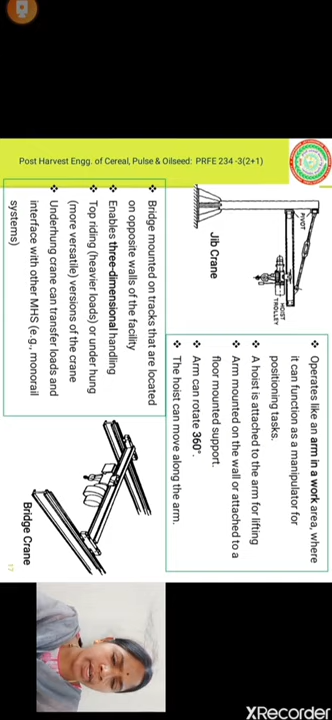 Post Harvest Engg. of Cereal, Pulse & Oilseed: PRFE 234 -3(2+1)
PIVOT
HOIST
TROLLEY
Jib Crane
❖ Operates like an arm in a work area, where
it can function as a manipulator for
positioning tasks.
❖ A hoist is attached to the arm for lifting
❖ Arm mounted on the wall or attached to a
floor mounted support.
❖ Arm can rotate 360°.
❖ The hoist can move along the arm.
❖ Bridge mounted on tracks that are located
on opposite walls of the facility
❖ Enables three-dimensional handling
❖ Top riding (heavier loads) or under hung
(more versatile) versions of the crane
❖ Underhung crane can transfer loads and
interface with other MHS (e.g., monorail
systems)
Bridge Crane
17
XRecorder